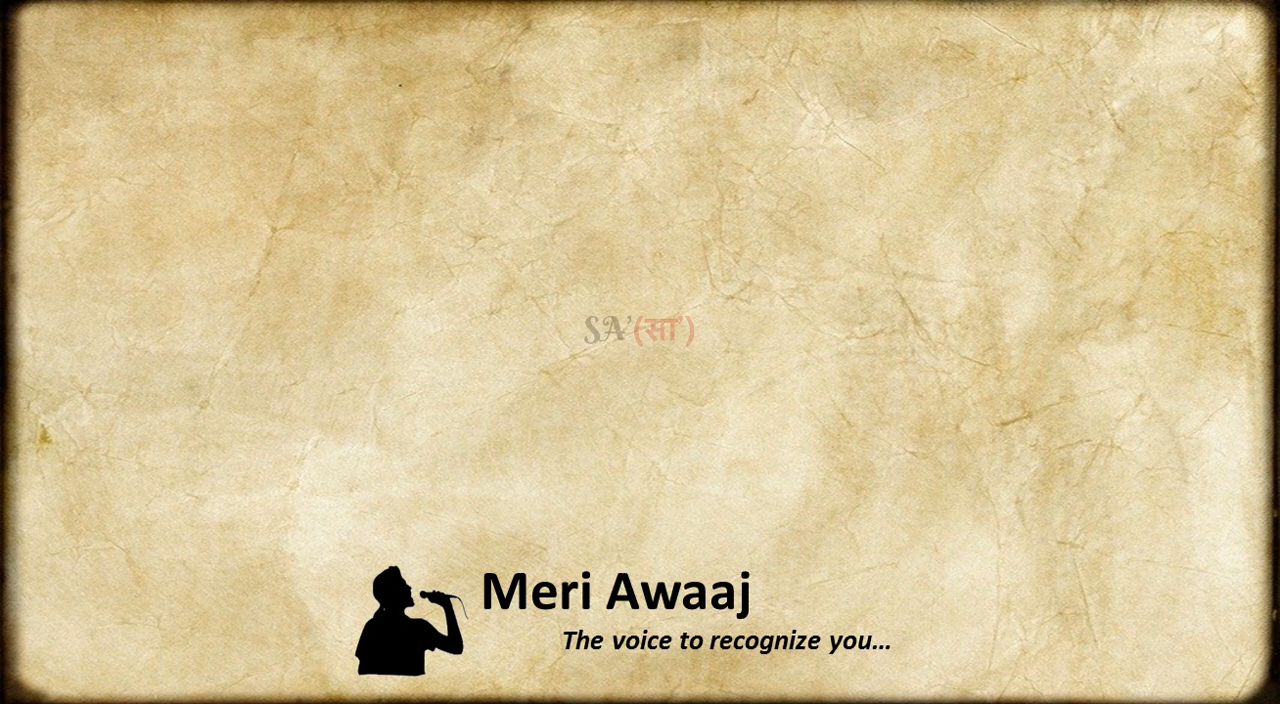 SA'(सा')
Meri Awaaj
The voice to recognize you...